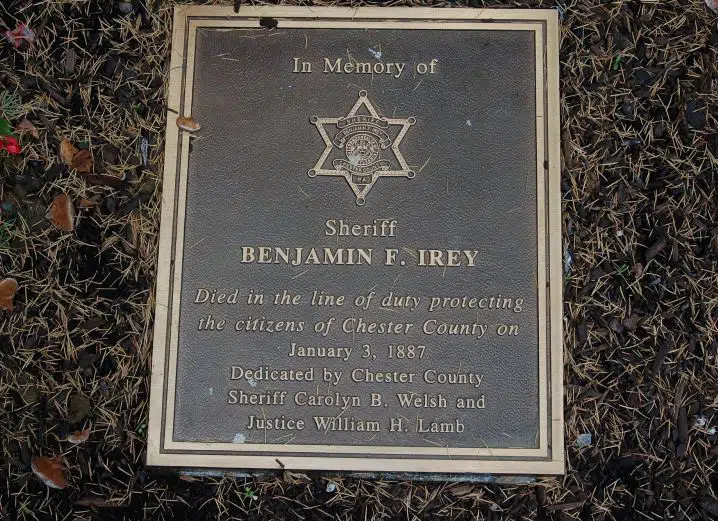 In Memory of
SHERIFF
Sheriff
BENJAMIN F. IREY
Died in the line of duty protecting
the citizens of Chester County on
January 3, 1887
Dedicated by Chester County
Sheriff Carolyn B. Welsh and
Justice William H. Lamb